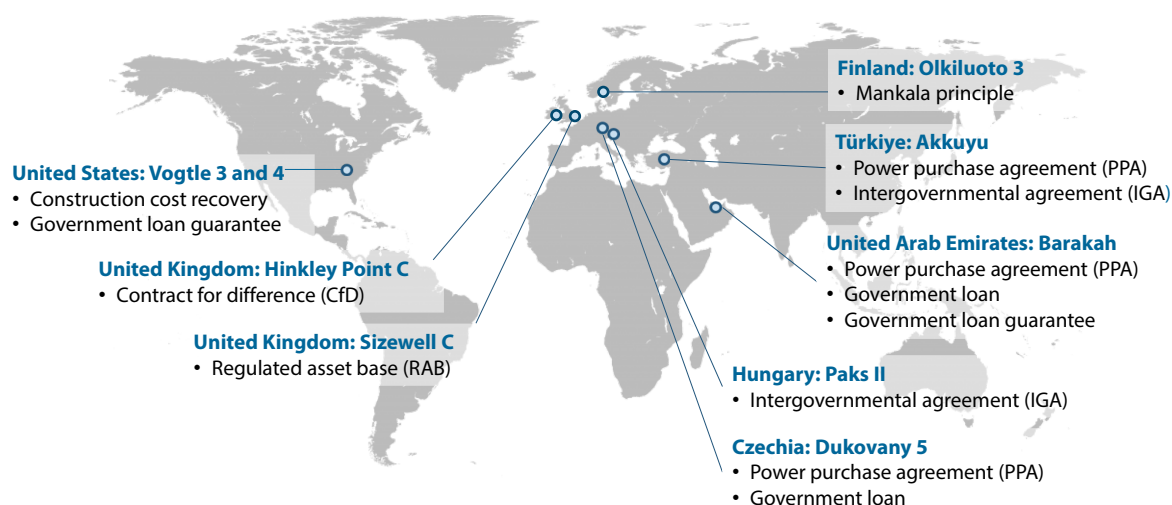 Finland: Olkiluoto 3
• Mankala principle
Türkiye: Akkuyu
• Power purchase agreement (PPA)
• Intergovernmental agreement (IGA)
United States: Vogtle 3 and 4
• Construction cost recovery
• Government loan guarantee
United Arab Emirates: Barakah
• Power purchase agreement (PPA)
• Government loan
• Government loan guarantee
United Kingdom: Hinkley Point C
• Contract for difference (CfD)
United Kingdom: Sizewell C
• Regulated asset base (RAB)
Hungary: Paks II
• Intergovernmental agreement (IGA)
Czechia: Dukovany 5
• Power purchase agreement (PPA)
• Government loan